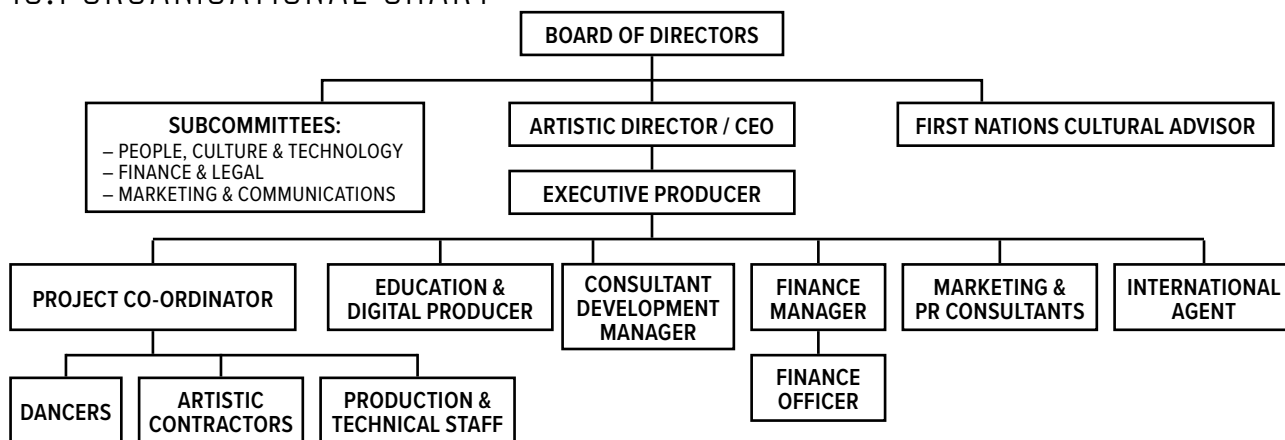 BOARD OF DIRECTORS
SUBCOMMITTEES:
– PEOPLE, CULTURE & TECHNOLOGY
– FINANCE & LEGAL
– MARKETING & COMMUNICATIONS
ARTISTIC DIRECTOR / CEO
FIRST NATIONS CULTURAL ADVISOR
EXECUTIVE PRODUCER
PROJECT CO-ORDINATOR
EDUCATION &
DIGITAL PRODUCER
CONSULTANT
DEVELOPMENT
MANAGER
FINANCE
MANAGER
MARKETING &
PR CONSULTANTS
INTERNATIONAL
AGENT
DANCERS
ARTISTIC
CONTRACTORS
PRODUCTION &
TECHNICAL STAFF
FINANCE
OFFICER